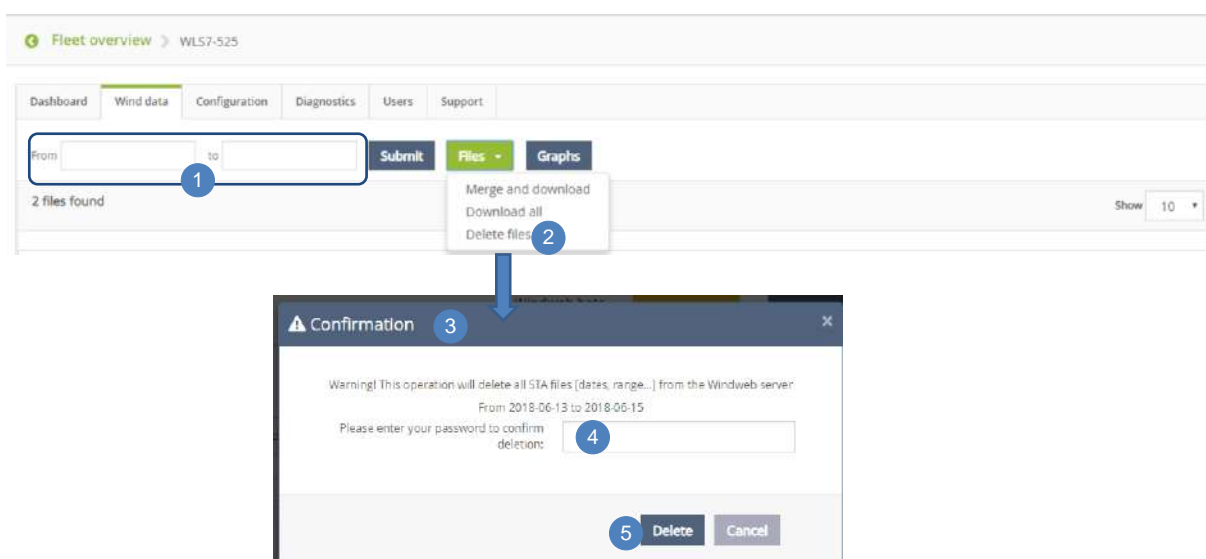 Fleet overview WLS7-525
Dashboard Wind data Configuration Diagnostics Users Support
From to Submit Files Graphs
1
2 files found
Merge and download
Download all
Delete files 2
Show 10
Confirmation 3 ×
Warning! This operation will delete all STA files [dates, range...] from the Windweb server
From 2018-06-13 to 2018-06-15
Please enter your password to confirm
deletion: 4
5 Delete Cancel